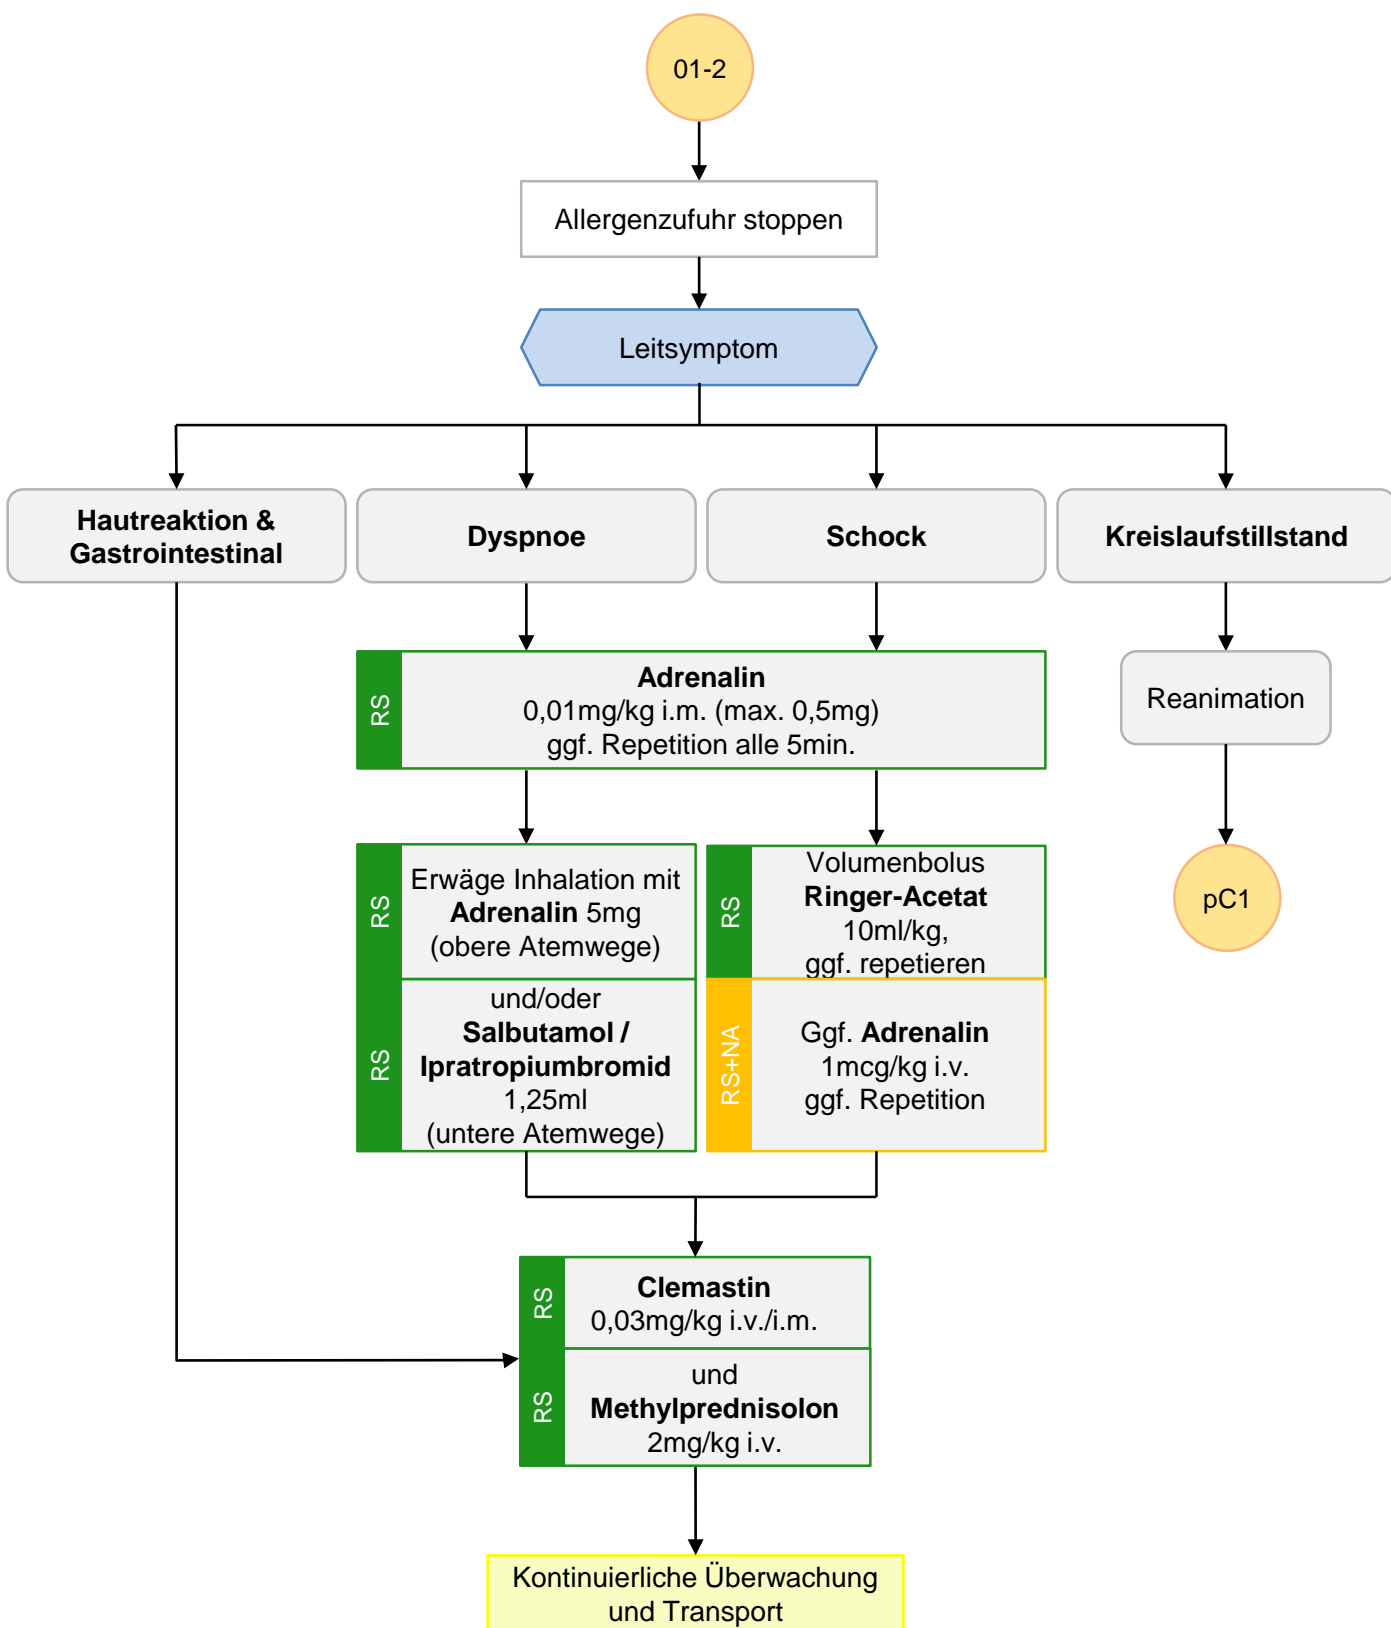 01-2
Allergenzufuhr stoppen
Leitsymptom
Hautreaktion &
Gastrointestinal
Dyspnoe
Schock
Kreislaufstillstand
RS
Adrenalin
0,01mg/kg i.m. (max. 0,5mg)
ggf. Repetition alle 5min.
Reanimation
RS
Erwäge Inhalation mit
Adrenalin 5mg
(obere Atemwege)
RS
und/oder
Salbutamol /
Ipratropiumbromid
1,25ml
(untere Atemwege)
RS
Volumenbolus
Ringer-Acetat
10ml/kg,
ggf. repetieren
RS+NA
Ggf. Adrenalin
1mcg/kg i.v.
ggf. Repetition
pC1
RS
Clemastin
0,03mg/kg i.v./i.m.
RS
und
Methylprednisolon
2mg/kg i.v.
Kontinuierliche Überwachung
und Transport